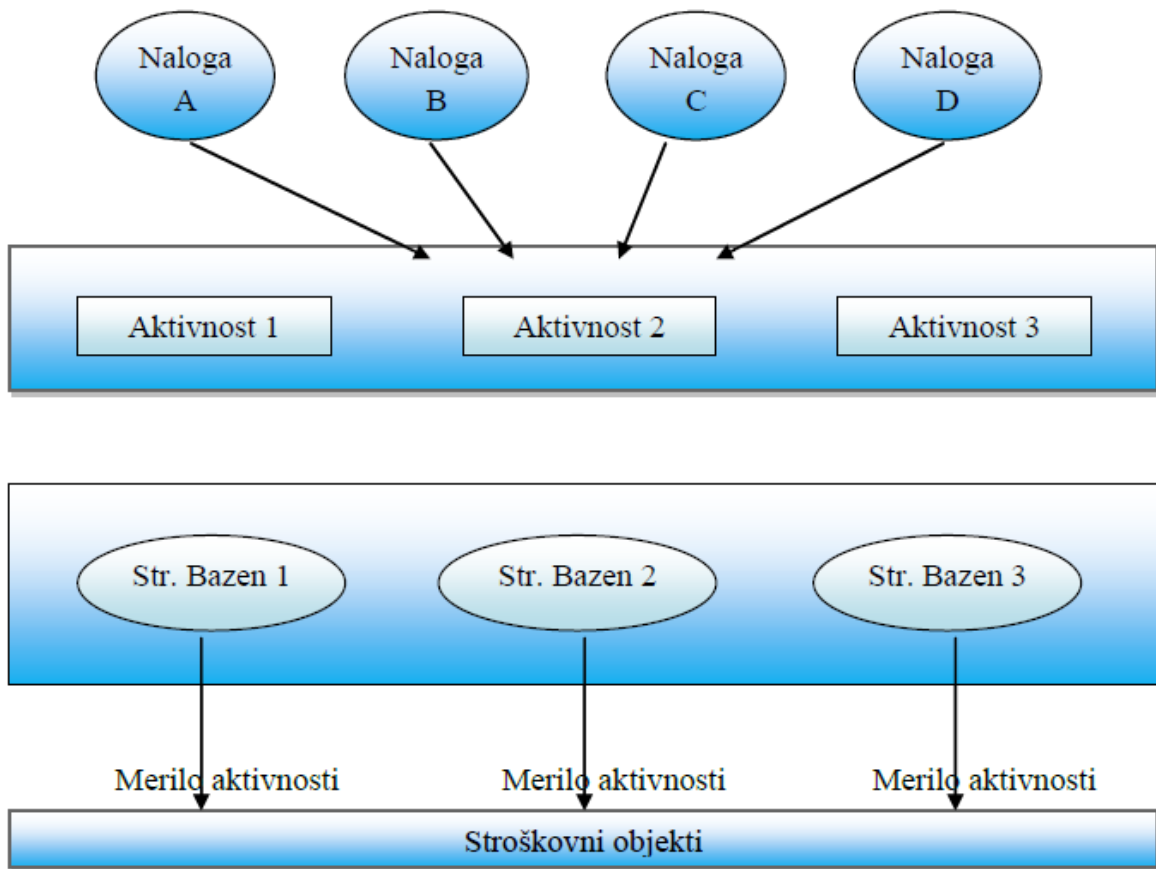 Naloga
A
Naloga
B
Naloga
C
Naloga
D
Aktivnost 1
Aktivnost 2
Aktivnost 3
Str. Bazen 1
Str. Bazen 2
Str. Bazen 3
Merilo aktivnosti
Merilo aktivnosti
Merilo aktivnosti
Stroškovni objekti